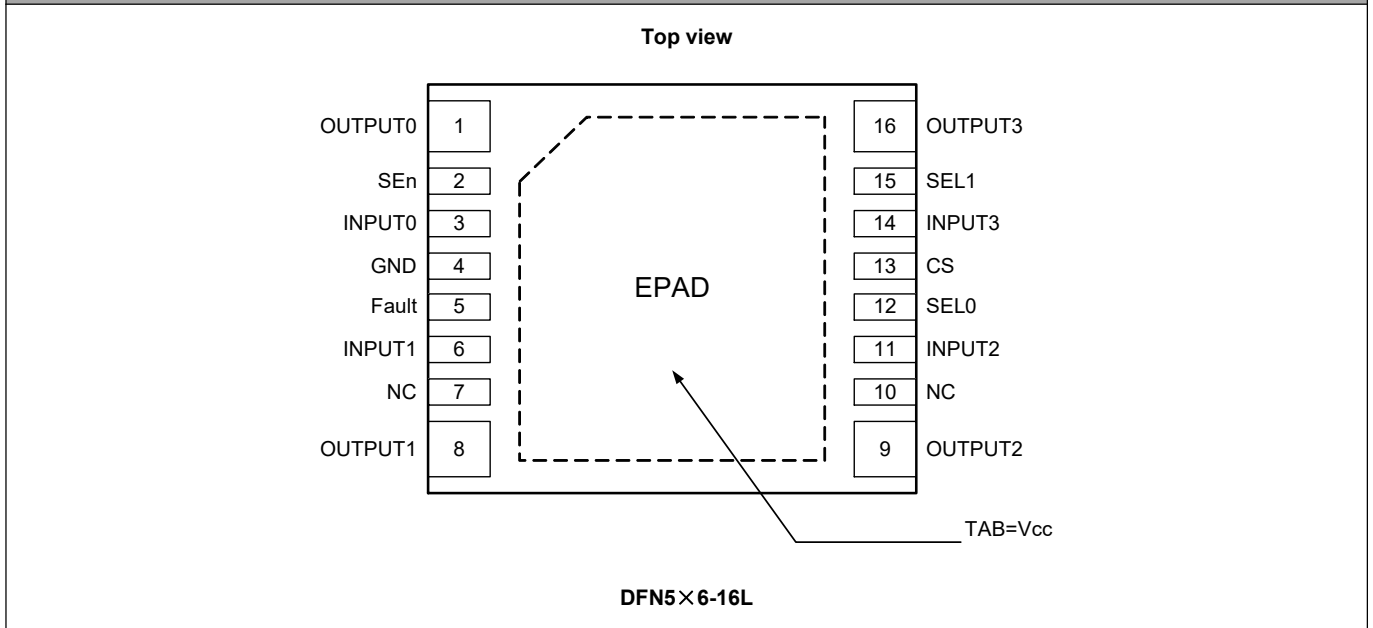 Top view
OUTPUT0 1 16 OUTPUT3
SEn 2 15 SEL1
INPUT0 3 14 INPUT3
GND 4 13 CS
EPAD
Fault 5 12 SEL0
INPUT1 6 11 INPUT2
NC 7 10 NC
OUTPUT1 8 9 OUTPUT2
TAB=Vcc
DFN5×6-16L